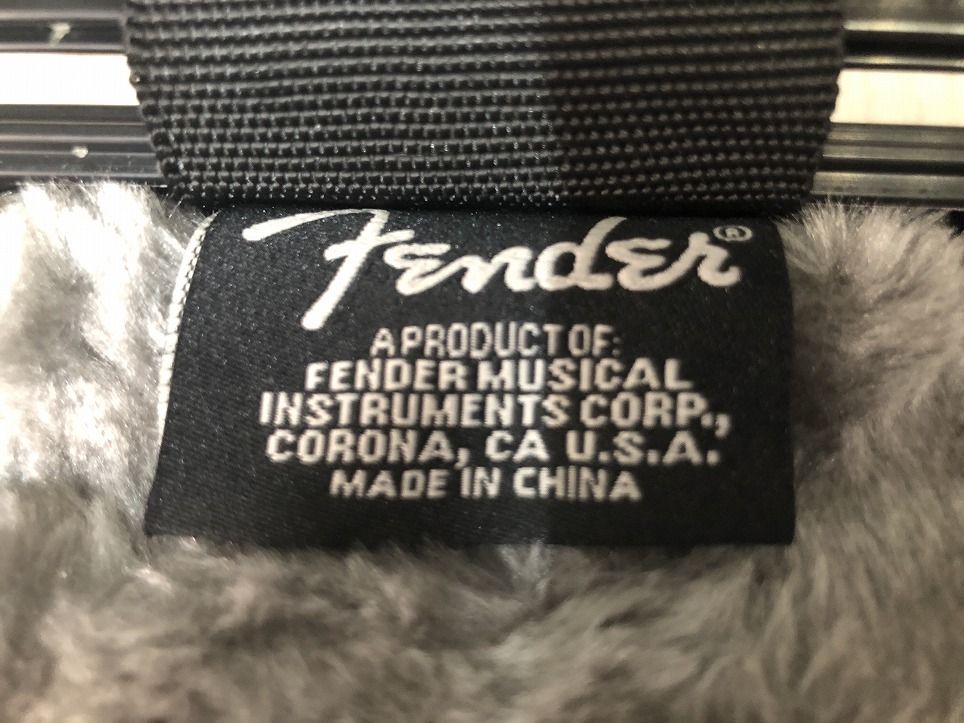 Fender®
A PRODUCT OF:
FENDER MUSICAL
INSTRUMENTS CORP.,
CORONA, CA U.S.A.
MADE IN CHINA